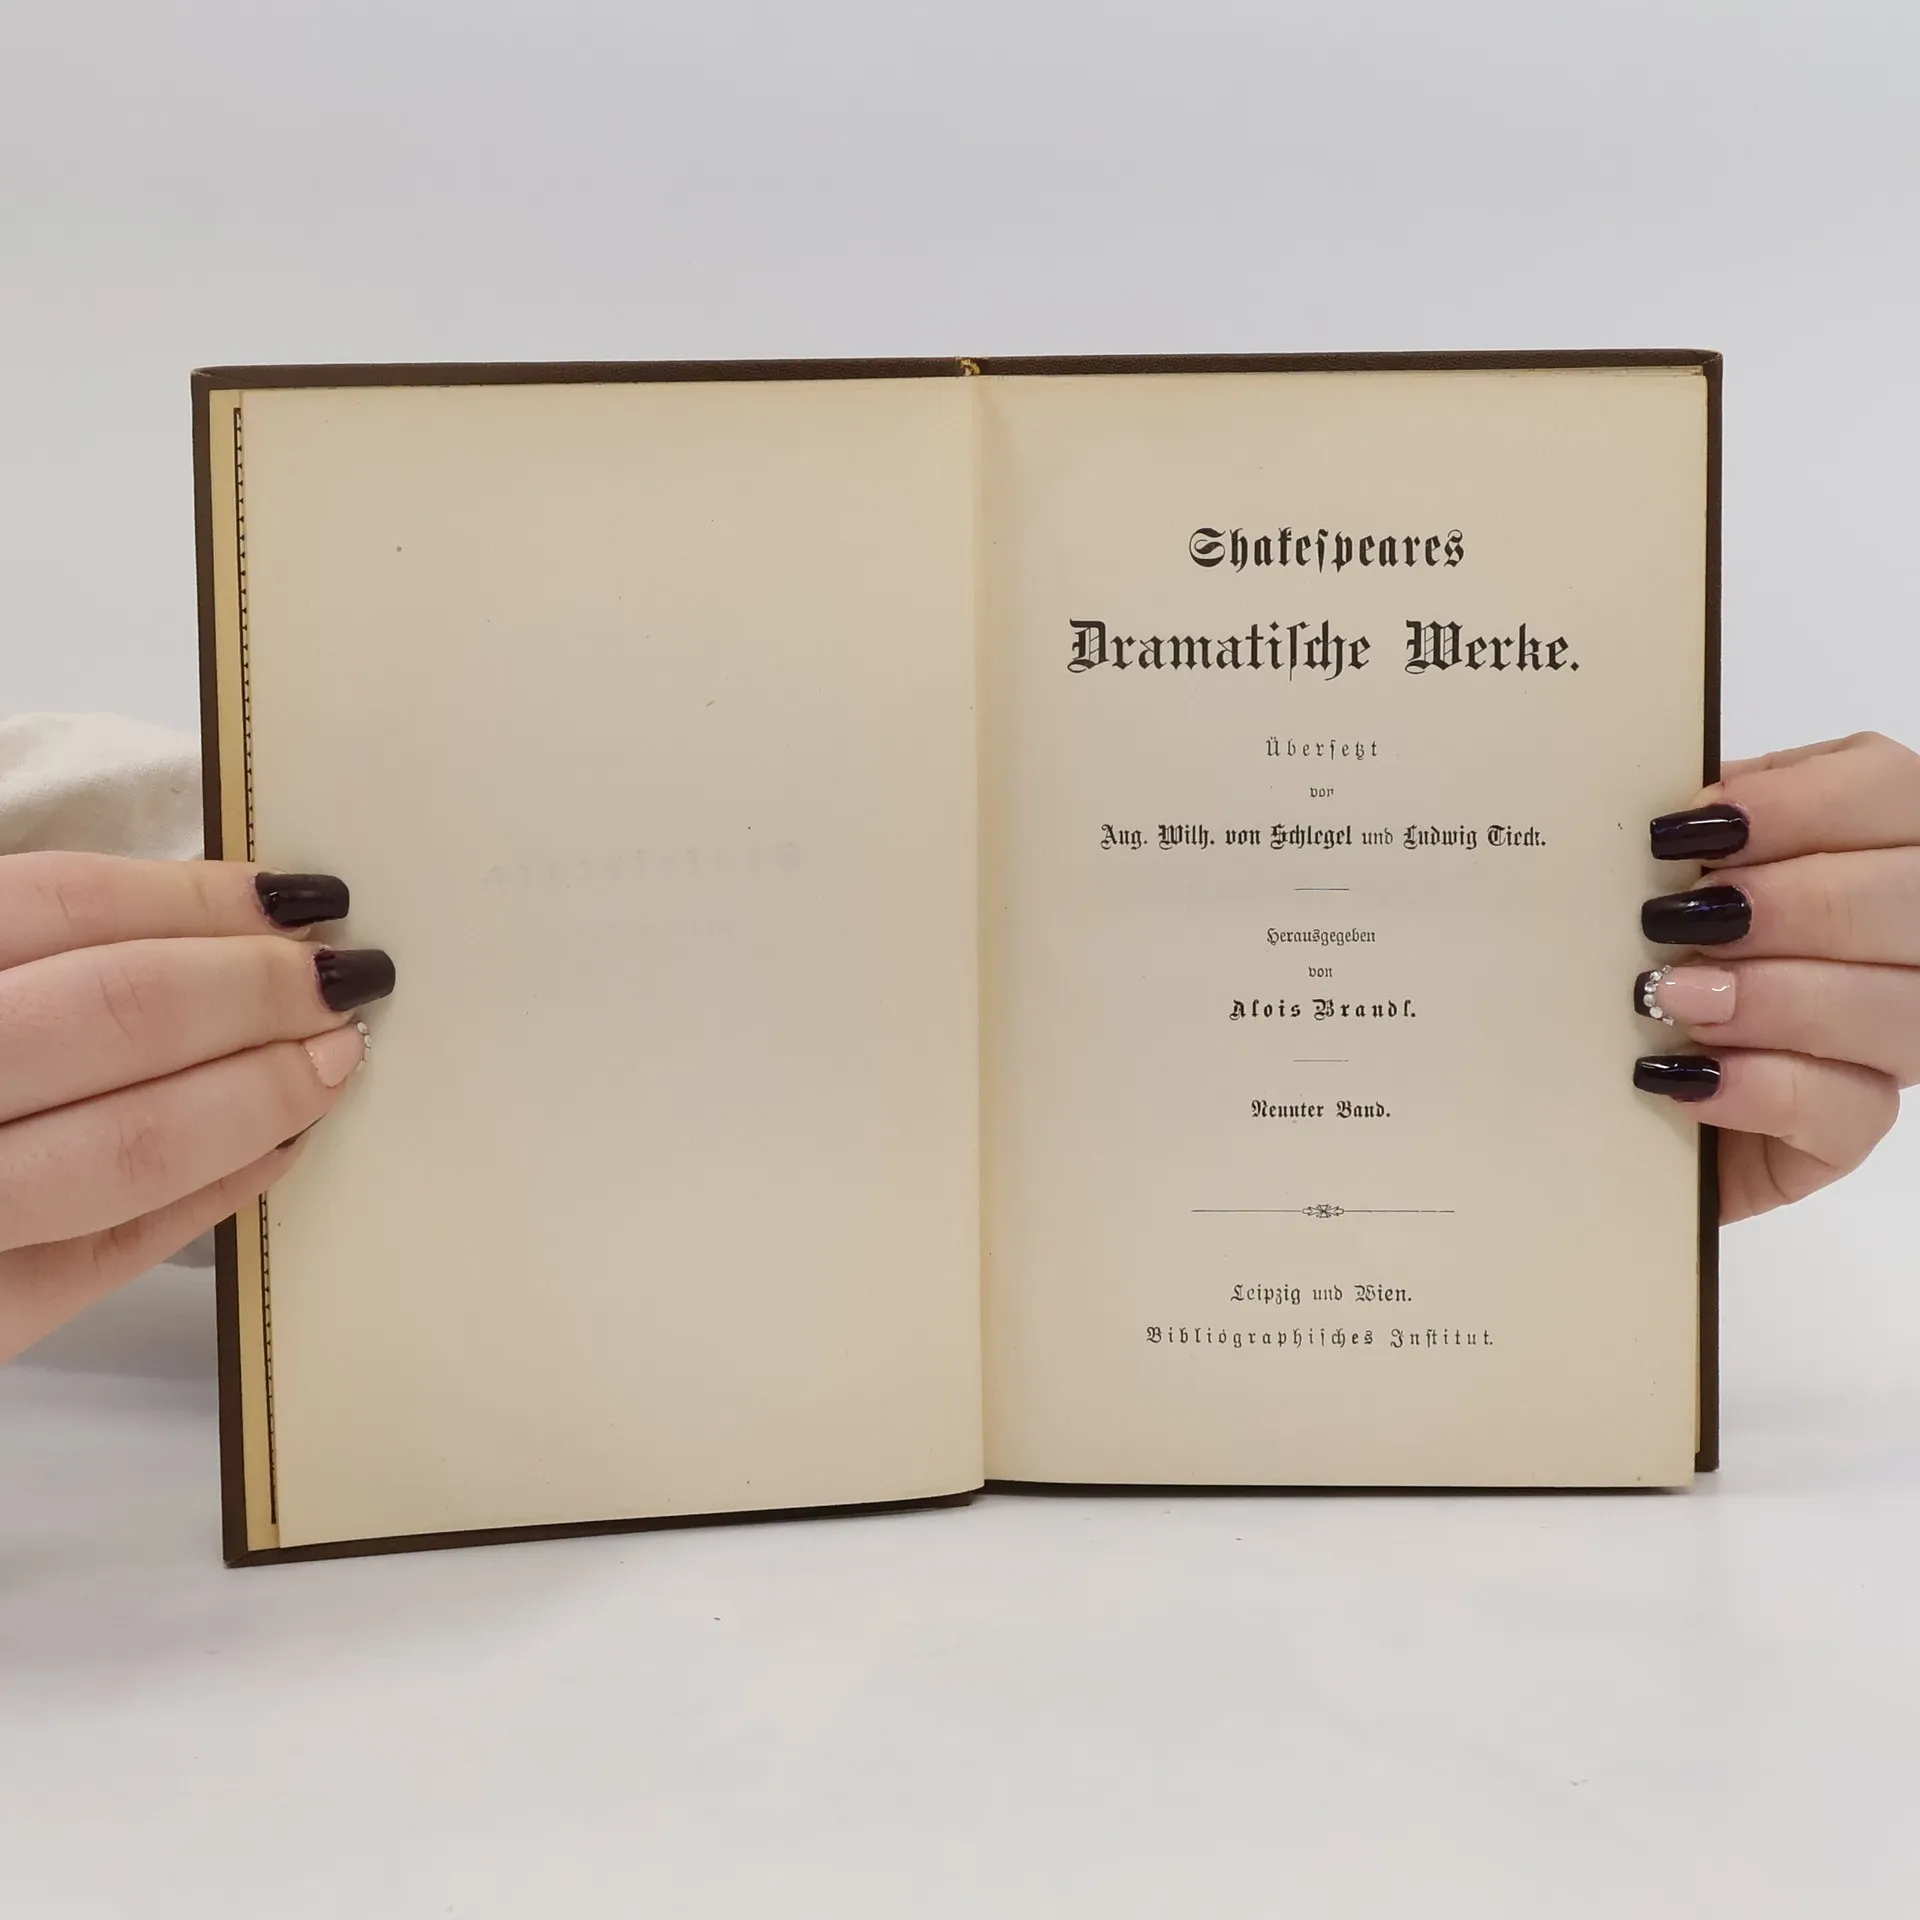 Shakeſpeares
Dramatiſche Werke.
Überſetzt
von
Aug. Wilh. von Schlegel und Ludwig Tieck.
Herausgegeben
von
Alois Brandl.
Neunter Band.
Leipzig und Wien.
Bibliographiſches Inſtitut.